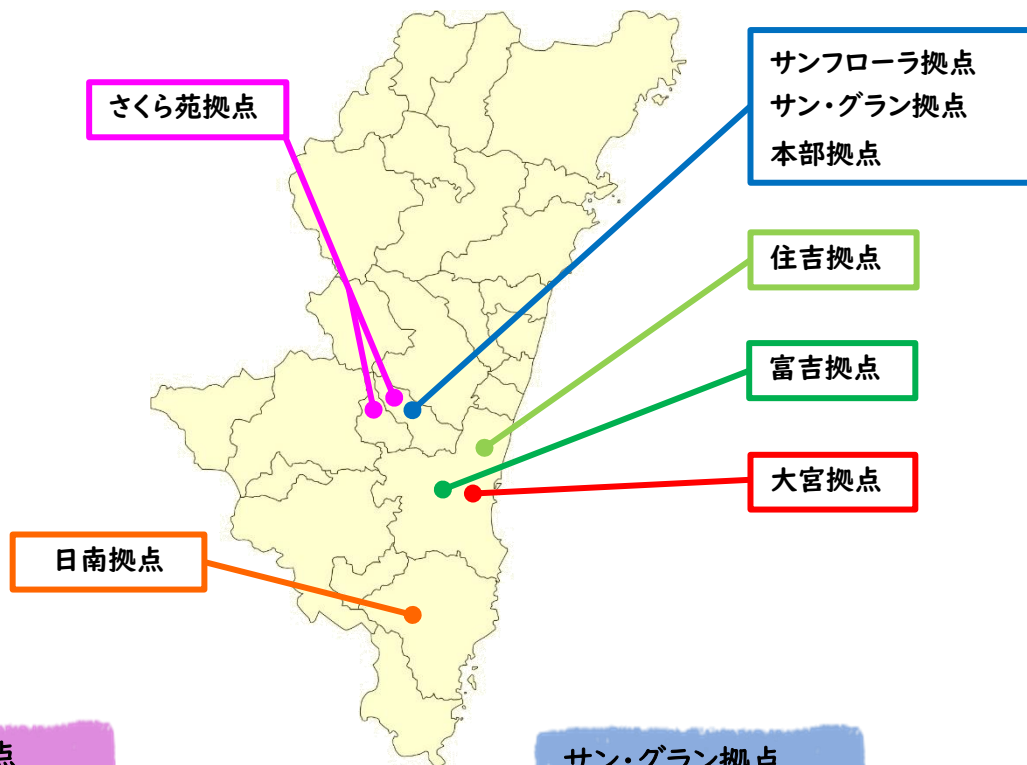 さくら苑拠点
サンフローラ拠点
サン・グラン拠点
本部拠点
住吉拠点
富吉拠点
大宮拠点
日南拠点
点
サン・グラン拠点